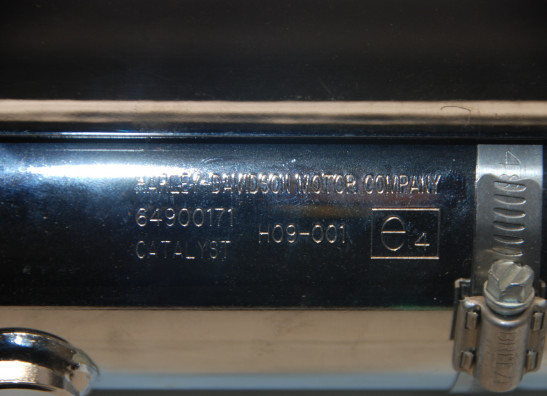 HARLEY-DAVIDSON MOTOR COMPANY
64900171 H09-001 e4
CATALYST